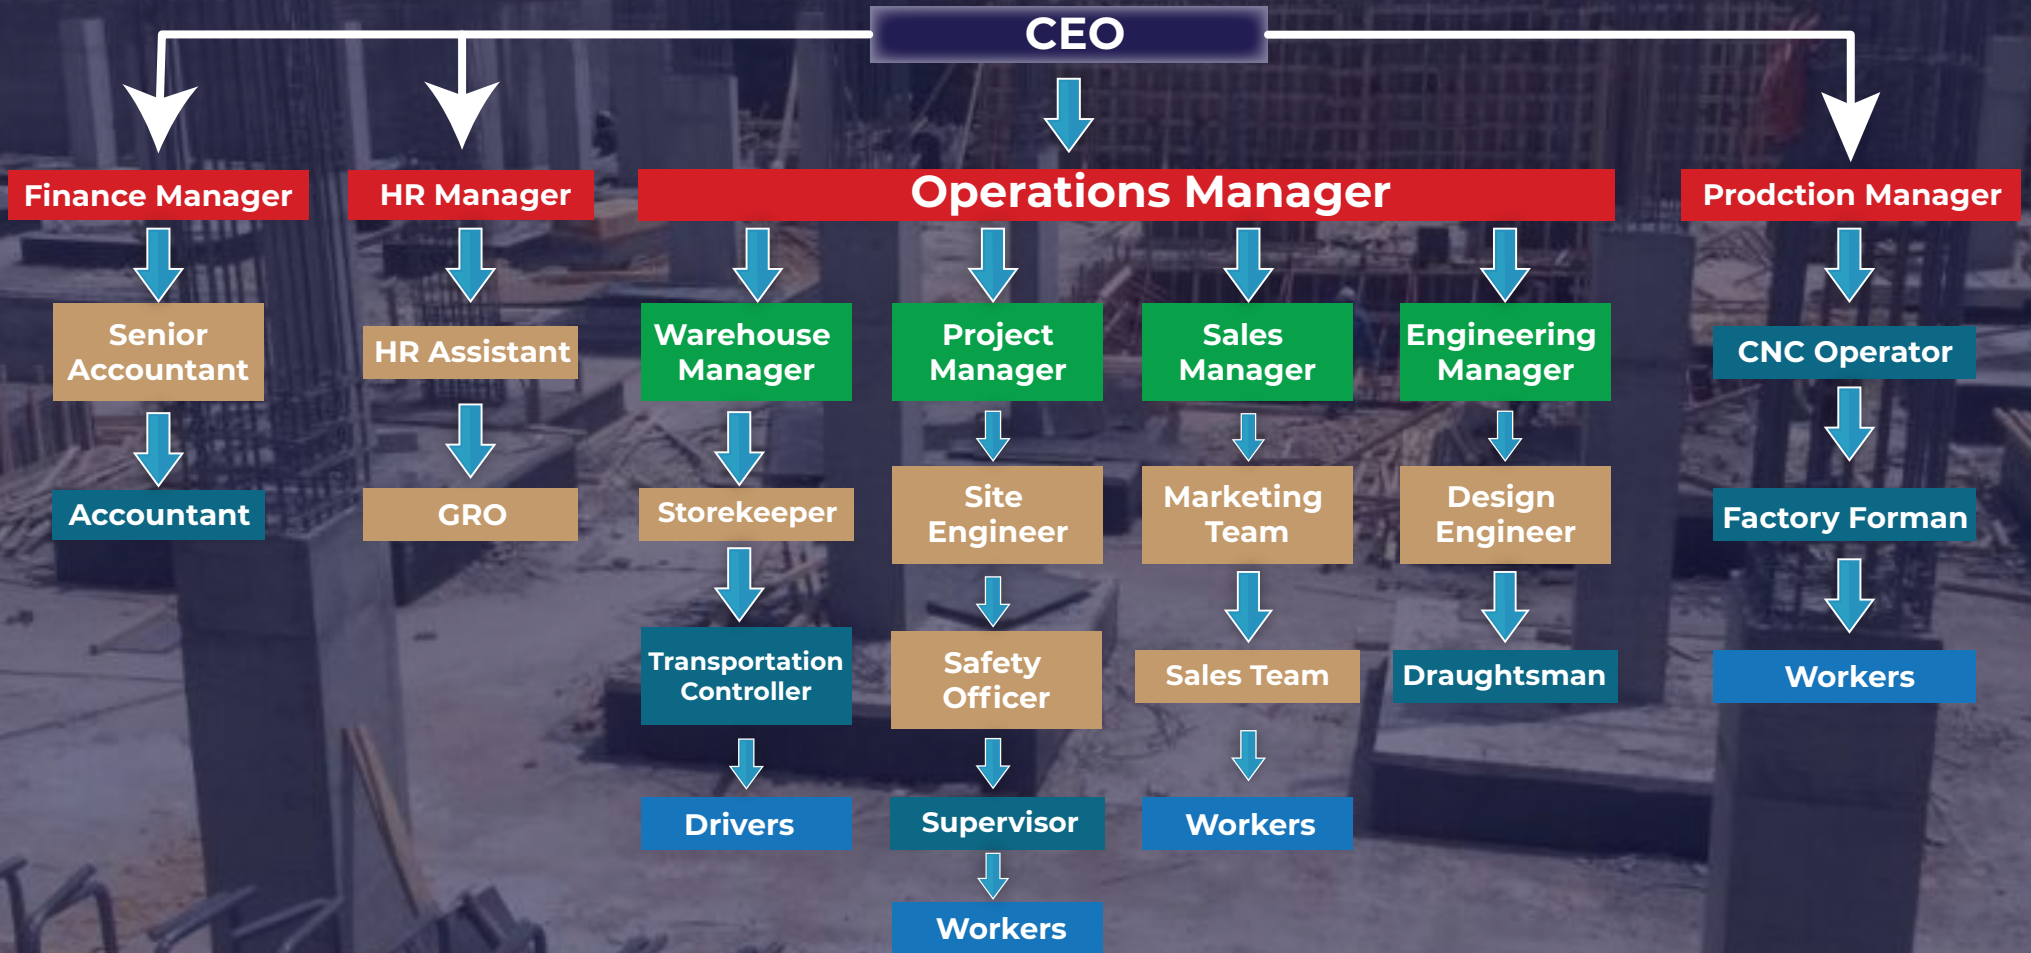 CEO
Finance Manager
HR Manager
Operations Manager
Prodction Manager
Senior
Accountant
HR Assistant
Warehouse
Manager
Project
Manager
Sales
Manager
Engineering
Manager
CNC Operator
Accountant
GRO
Storekeeper
Site
Engineer
Marketing
Team
Design
Engineer
Factory Forman
Transportation
Controller
Safety
Officer
Sales Team
Draughtsman
Workers
Drivers
Supervisor
Workers
Workers